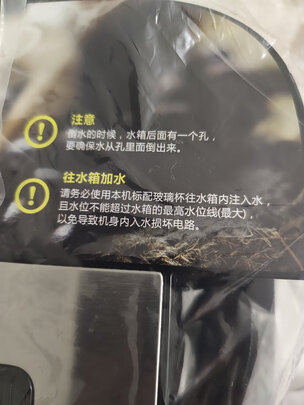 注意
倒水的时候，水箱后面有一个孔，
要确保水从孔里面倒出来。
往水箱加水
请务必使用本机标配玻璃杯往水箱内注入水，
且水位不能超过水箱的最高水位线(最大)，
以免导致机身内入水损坏电路。